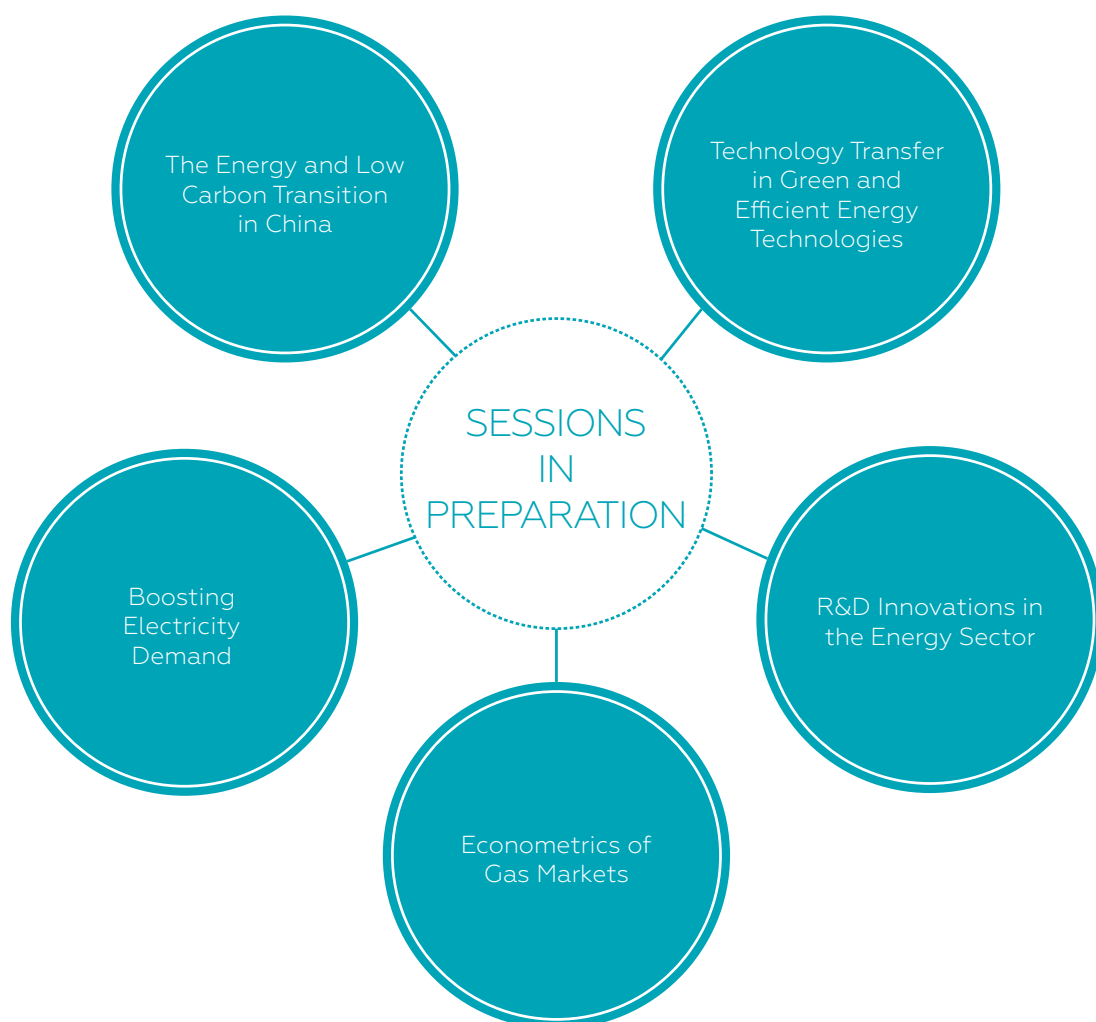 The Energy and Low
Carbon Transition
in China
Technology Transfer
in Green and
Efficient Energy
Technologies
SESSIONS
IN
PREPARATION
Boosting
Electricity
Demand
R&D Innovations in
the Energy Sector
Econometrics of
Gas Markets